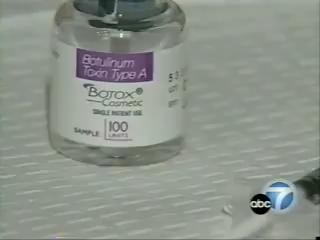 Botulinum
Toxin Type A
BOTOX®
Cosmetic
SINGLE PATIENT USE
SAMPLE
100
UNITS
abc 7